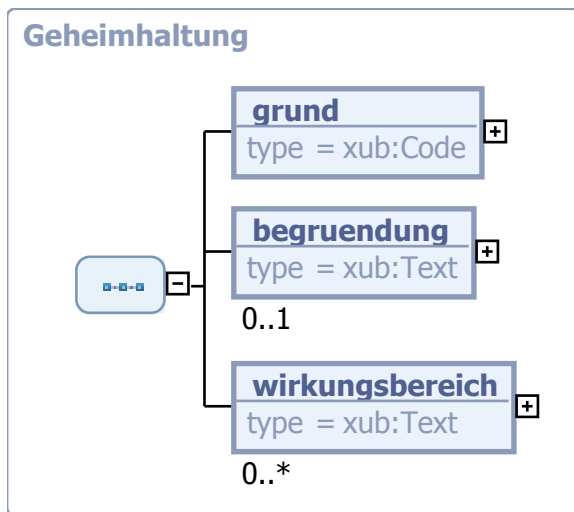 Geheimhaltung
grund
type = xub:Code
begruendung
type = xub:Text
0..1
wirkungsbereich
type = xub:Text
0..*